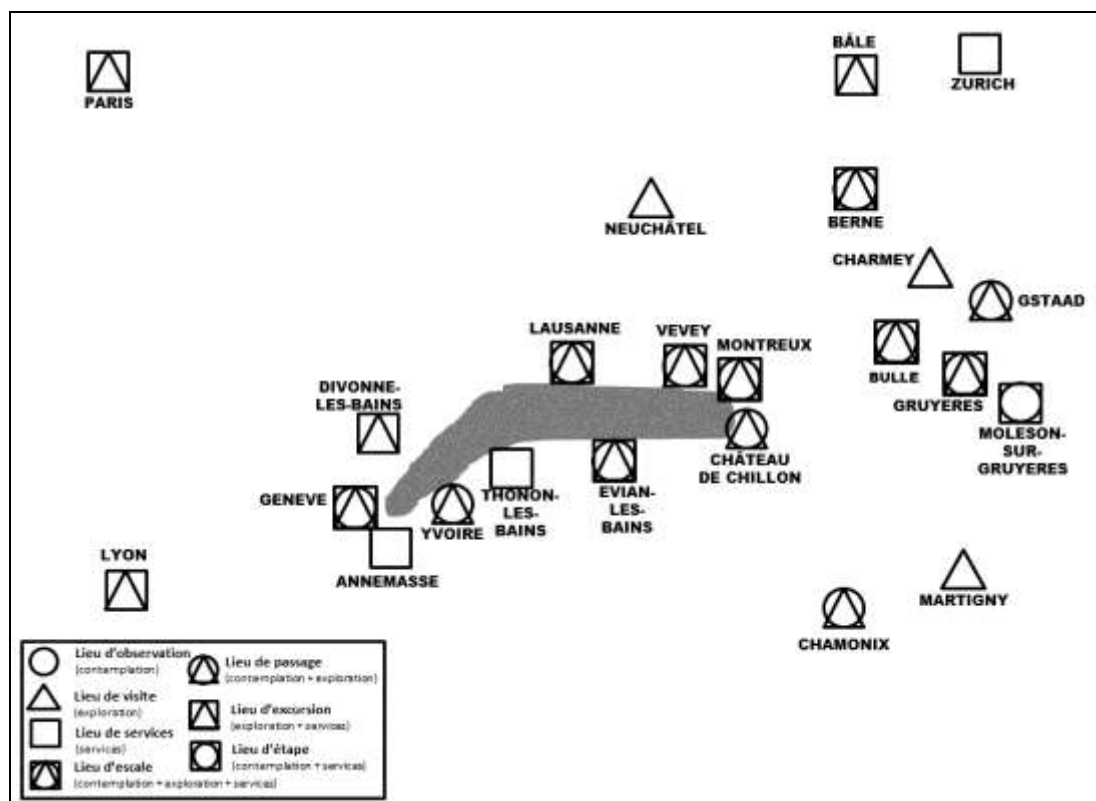 PARIS
BÂLE
ZURICH
NEUCHÂTEL
BERNE
CHARMEY
GSTAAD
LAUSANNE
VEVEY
MONTREUX
BULLE
GRUYERES
MOLESON-
SUR-
GRUYERES
DIVONNE-
LES-BAINS
CHÂTEAU
DE CHILLON
GENEVE
YVOIRE
THONON-
LES-
BAINS
EVIAN-
LES-
BAINS
ANNEMASSE
LYON
MARTIGNY
CHAMONIX
Lieu d'observation
(contemplation)
Lieu de visite
(exploration)
Lieu de services
(services)
Lieu d'escale
(contemplation + exploration + services)
Lieu de passage
(contemplation + exploration)
Lieu d'excursion
(exploration + services)
Lieu d'étape
(contemplation + services)